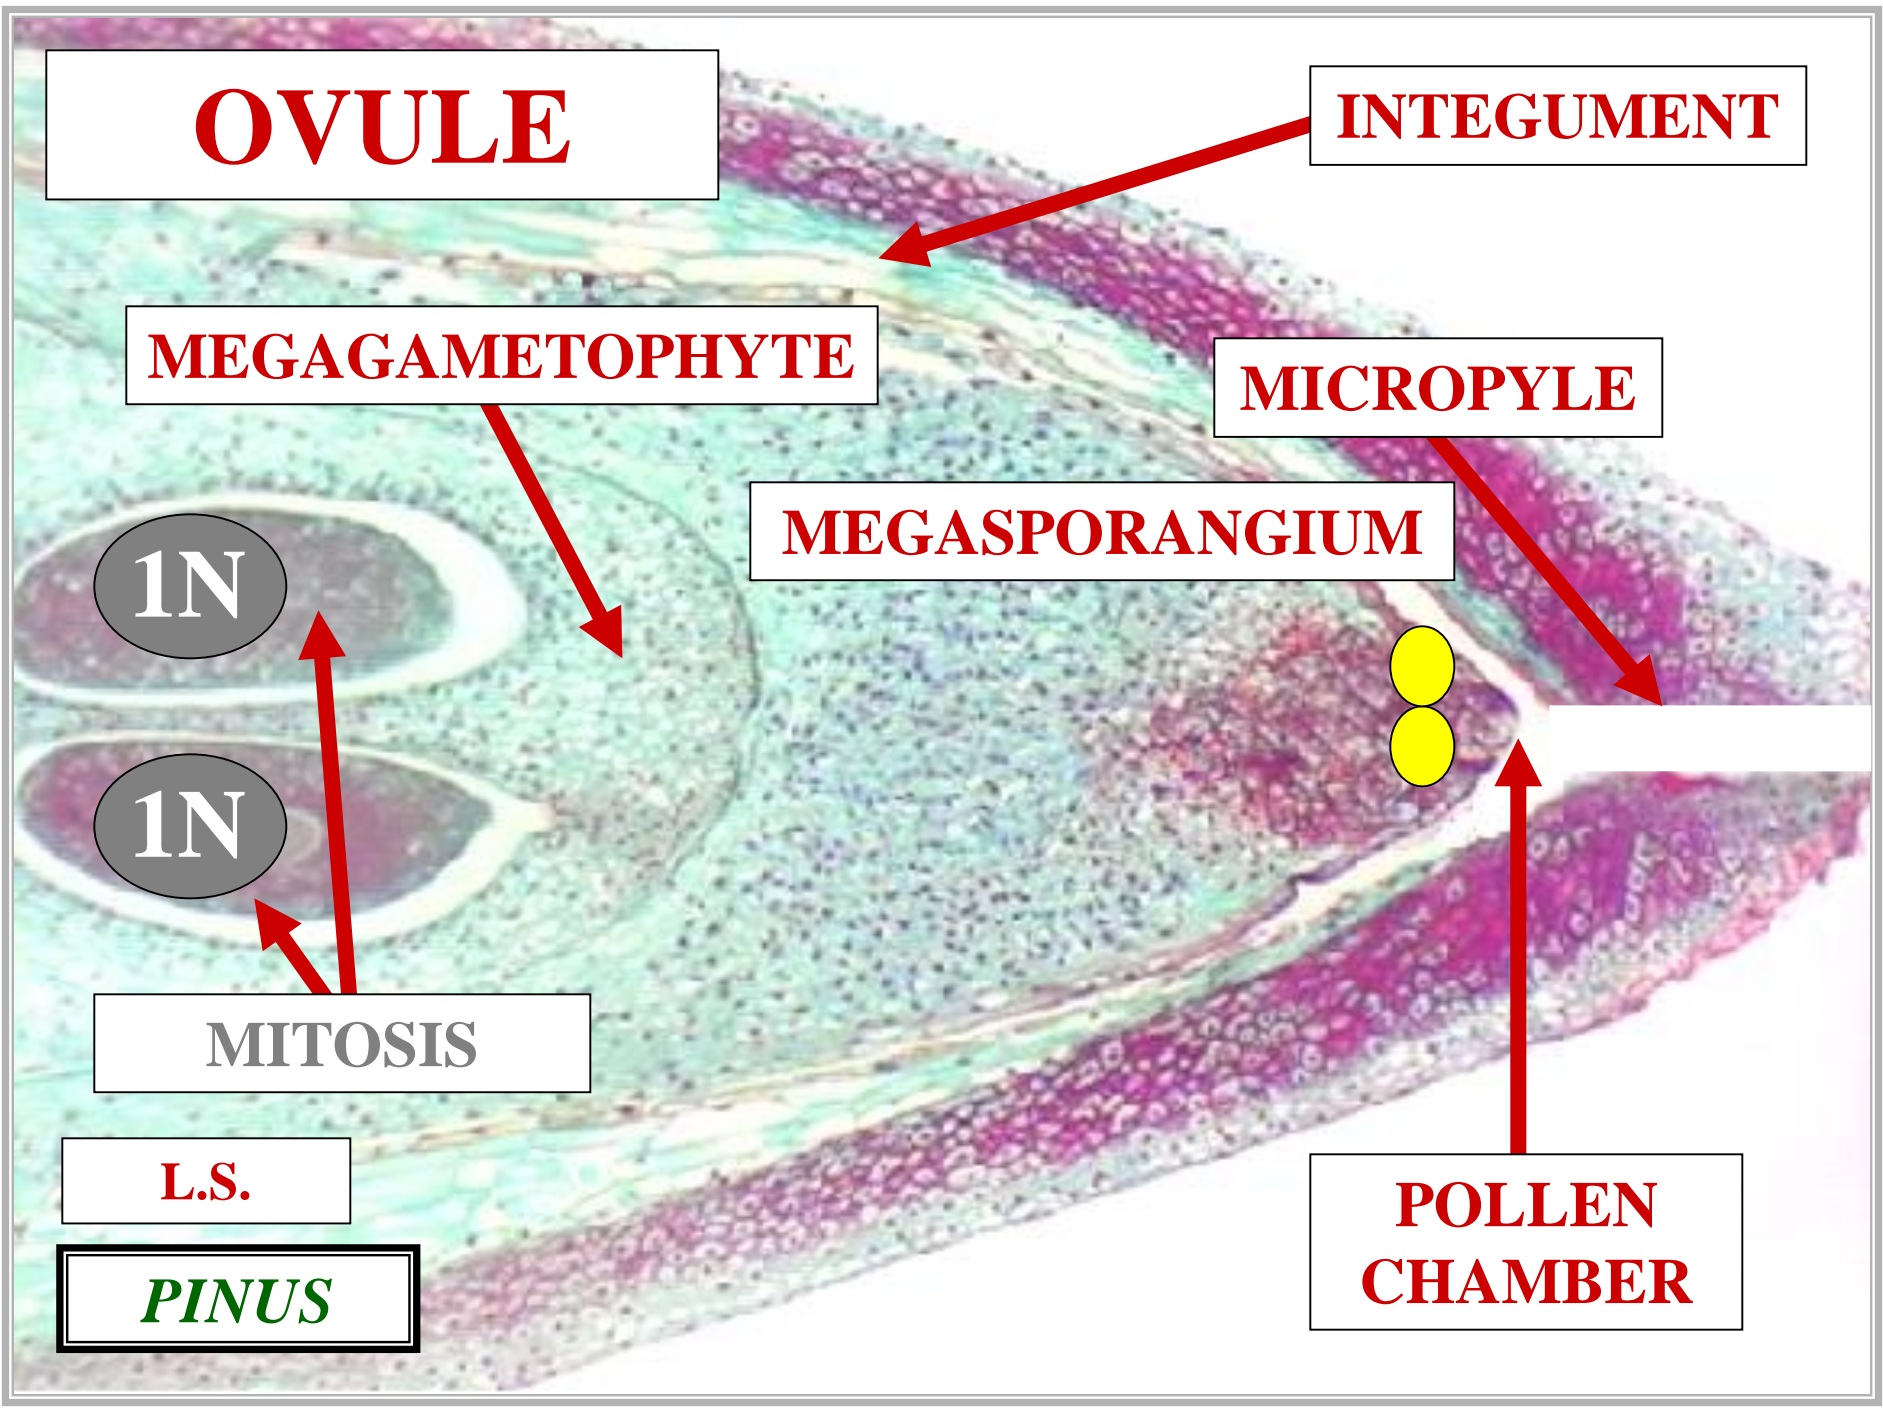 OVULE
INTEGUMENT
MEGAGAMETOPHYTE
MICROPYLE
MEGASPORANGIUM
1N
1N
MITOSIS
L.S.
POLLEN
CHAMBER
PINUS